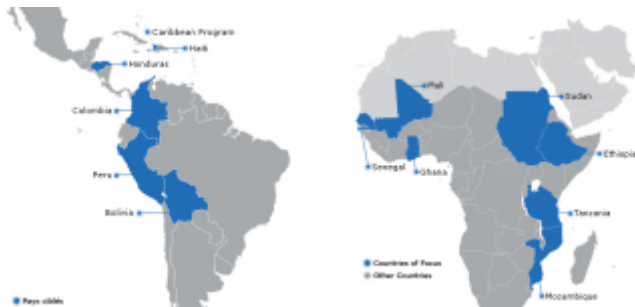 Caribbean Program
Haiti
Honduras
Colombia
Peru
Bolivia
Pays ciblés
Mali
Sudan
Senegal
Ghana
Ethiopia
Tanzania
Countries of Focus
Other Countries
Mozambique